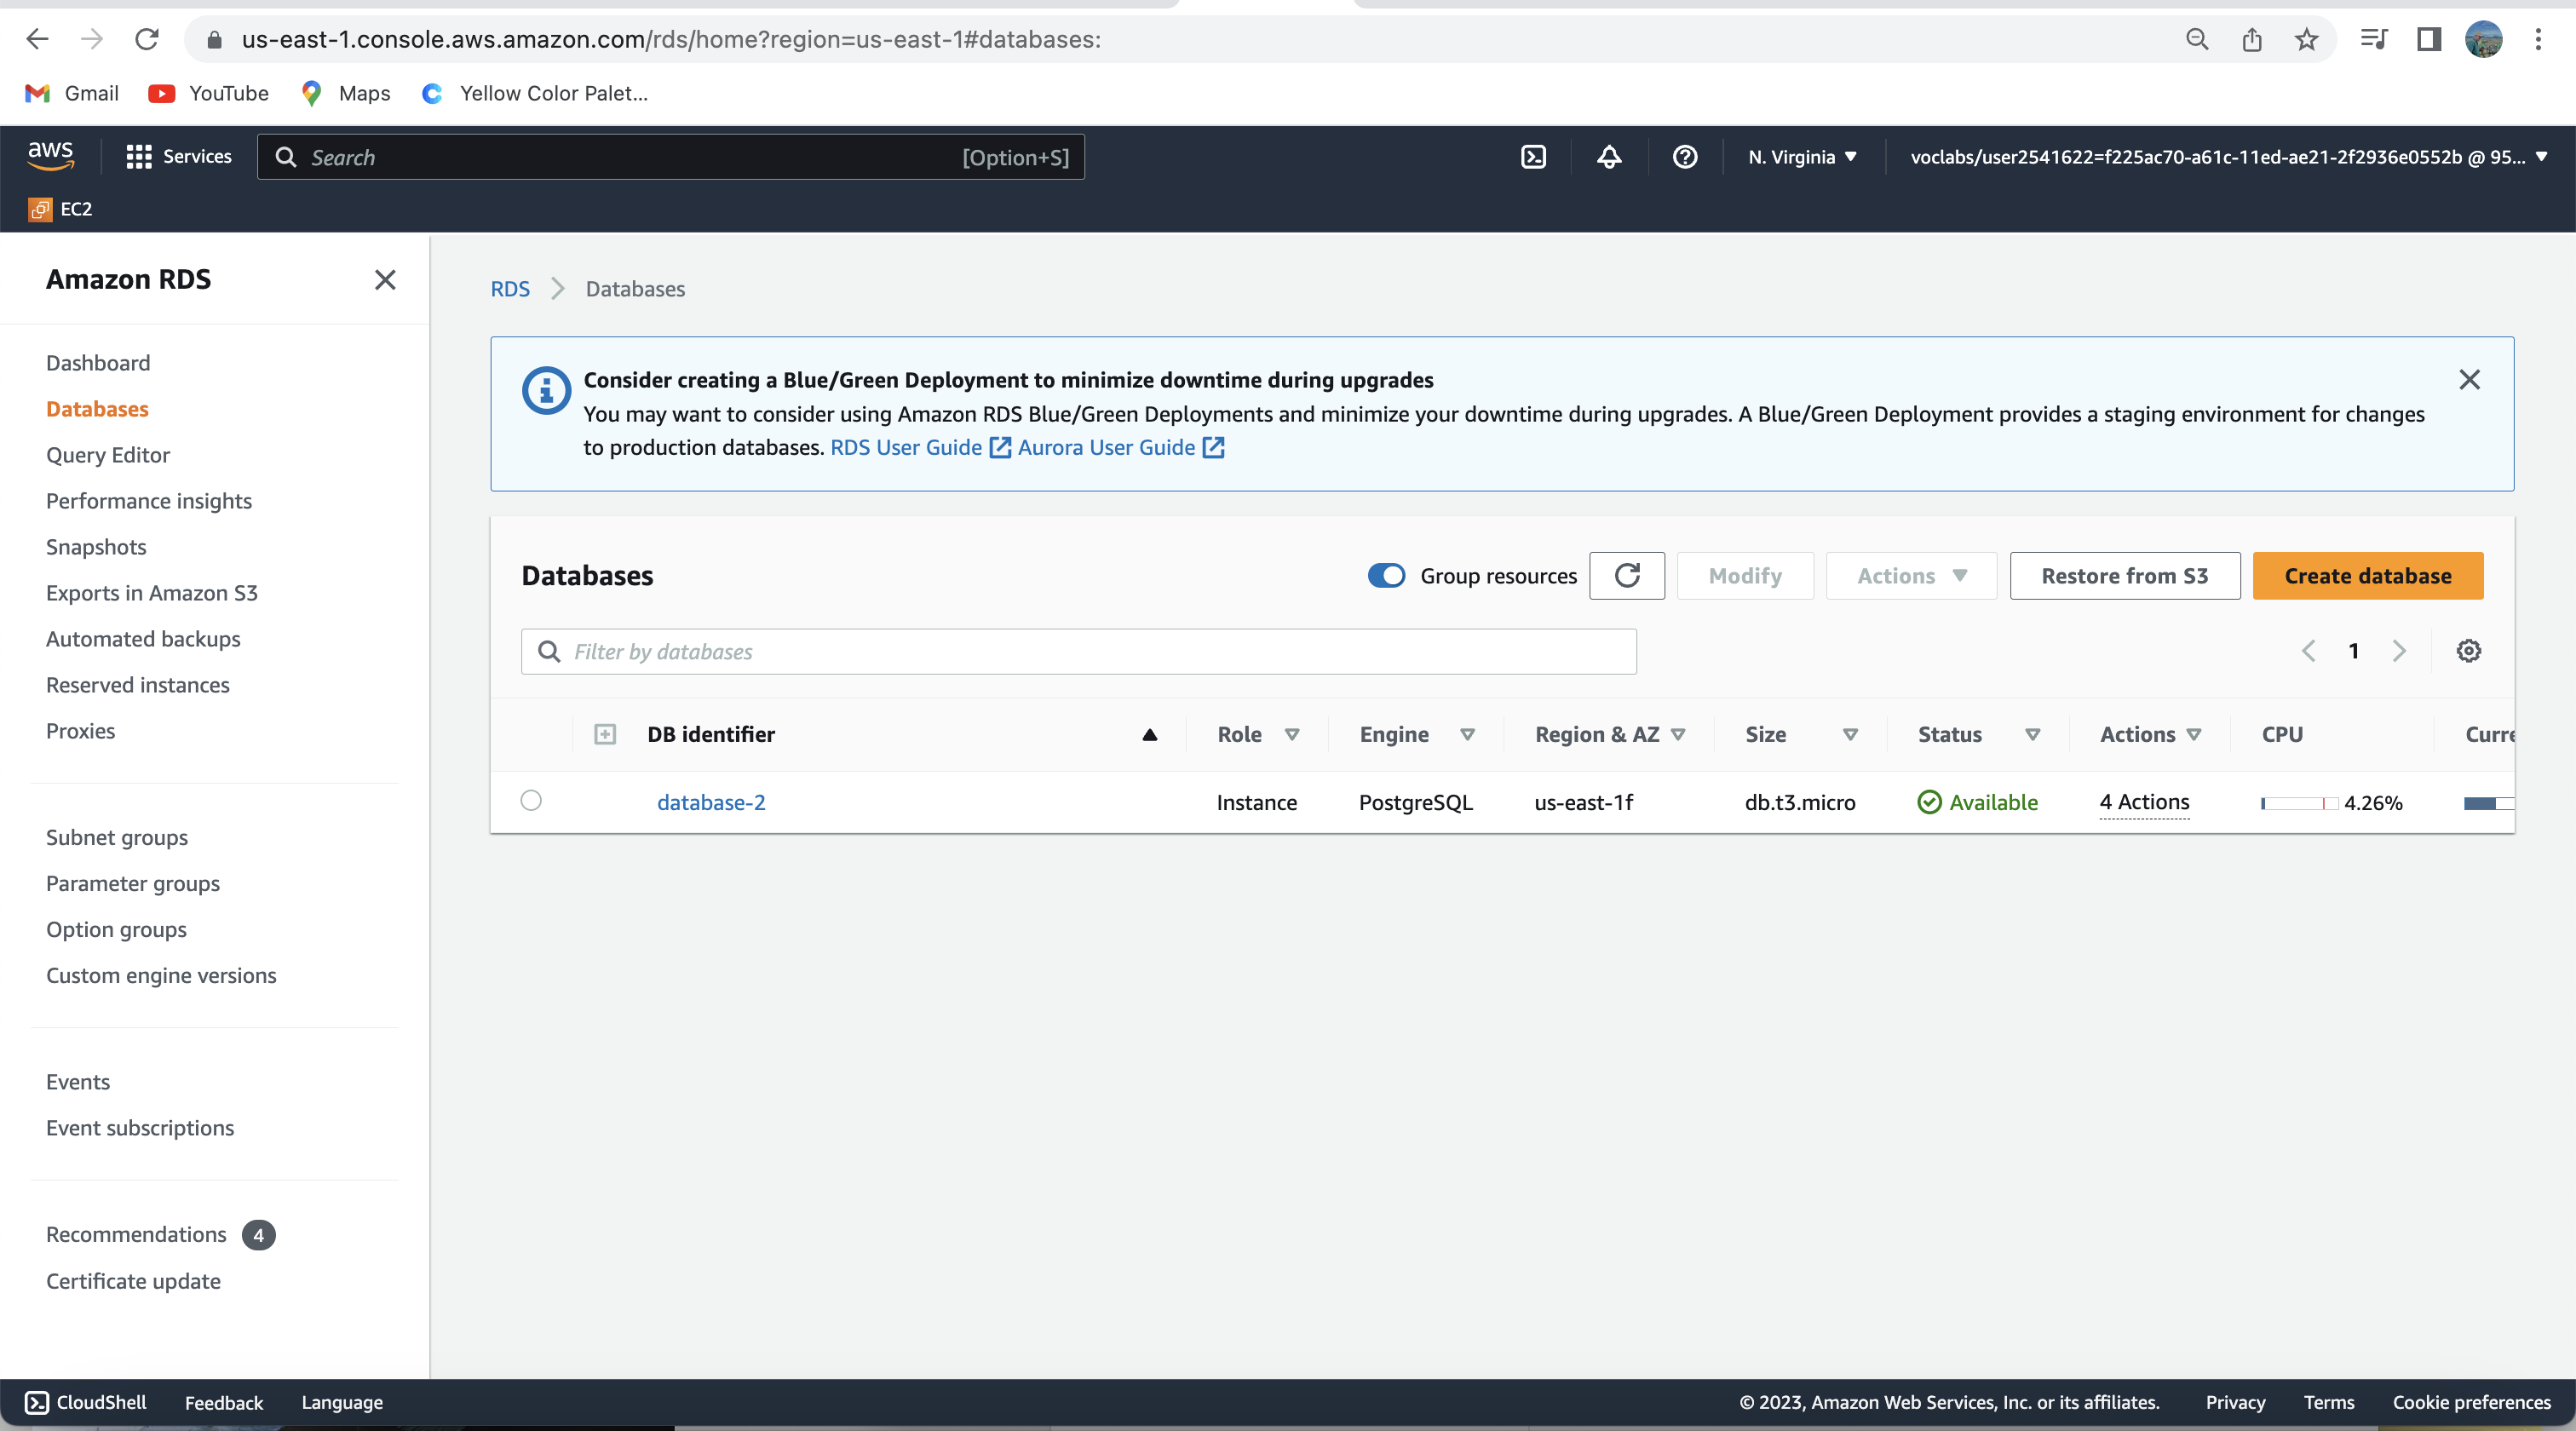 us-east-1.console.aws.amazon.com/rds/home?region=us-east-1#databases:
Gmail YouTube Maps Yellow Color Palet...
aws Services Search [Option+S] N. Virginia voclabs/user2541622=f225ac70-a61c-11ed-ae21-2f2936e0552b @ 95...
EC2
Amazon RDS
Dashboard
Databases
Query Editor
Performance insights
Snapshots
Exports in Amazon S3
Automated backups
Reserved instances
Proxies
Subnet groups
Parameter groups
Option groups
Custom engine versions
Events
Event subscriptions
Recommendations 4
Certificate update
RDS Databases
Consider creating a Blue/Green Deployment to minimize downtime during upgrades
You may want to consider using Amazon RDS Blue/Green Deployments and minimize your downtime during upgrades. A Blue/Green Deployment provides a staging environment for changes
to production databases. RDS User Guide Aurora User Guide
Databases Group resources Modify Actions Restore from S3 Create database
Filter by databases 1
DB identifier Role Engine Region & AZ Size Status Actions CPU Curre
database-2 Instance PostgreSQL us-east-1f db.t3.micro Available 4 Actions 4.26%
CloudShell Feedback Language © 2023, Amazon Web Services, Inc. or its affiliates. Privacy Terms Cookie preferences